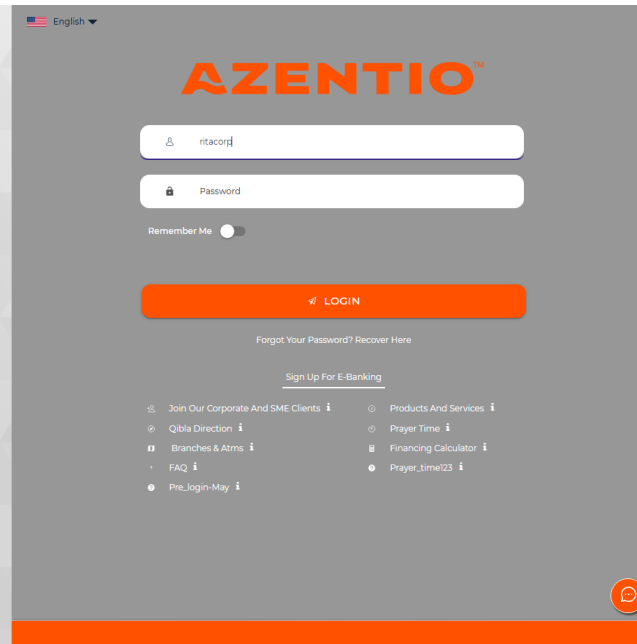 English
AZENTIO™
ritacorp
Password
Remember Me
LOGIN
Forgot Your Password? Recover Here
Sign Up For E-Banking
Join Our Corporate And SME Clients i
Products And Services i
Qibla Direction i
Prayer Time i
Branches & Atms i
Financing Calculator i
FAQ i
Prayer_time123 i
Pre_login-May i